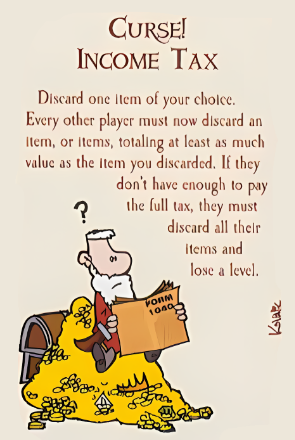 CURSE!
INCOME TAX
Discard one item of your choice.
Every other player must now discard an
item, or items, totaling at least as much
value as the item you discarded. If they
don't have enough to pay
the full tax, they must
discard all their
items and
lose a level.
?
FORM
1040
Kovalic